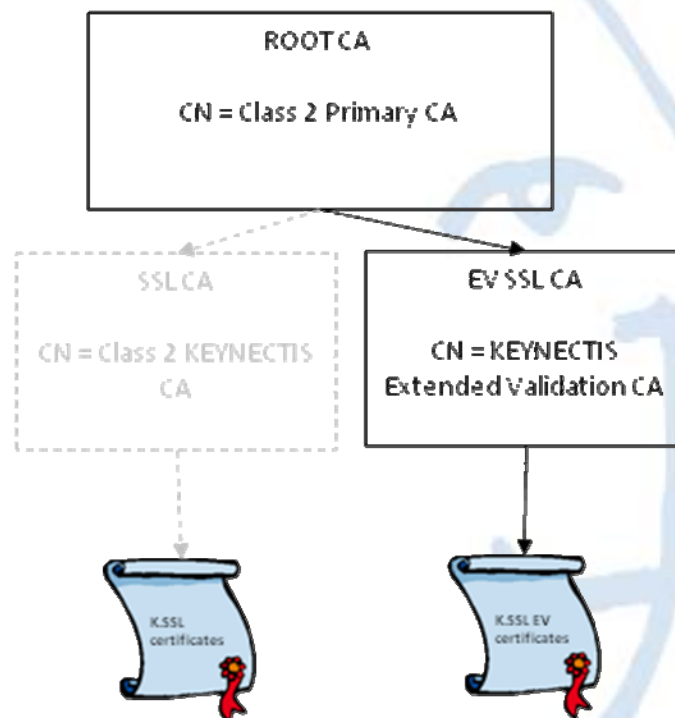 ROOT CA
CN = Class 2 Primary CA
SSL CA
CN = Class 2 KEYNECTIS
CA
EV SSL CA
CN = KEYNECTIS
Extended Validation CA
K.SSL
certificates
K.SSL EV
certificates